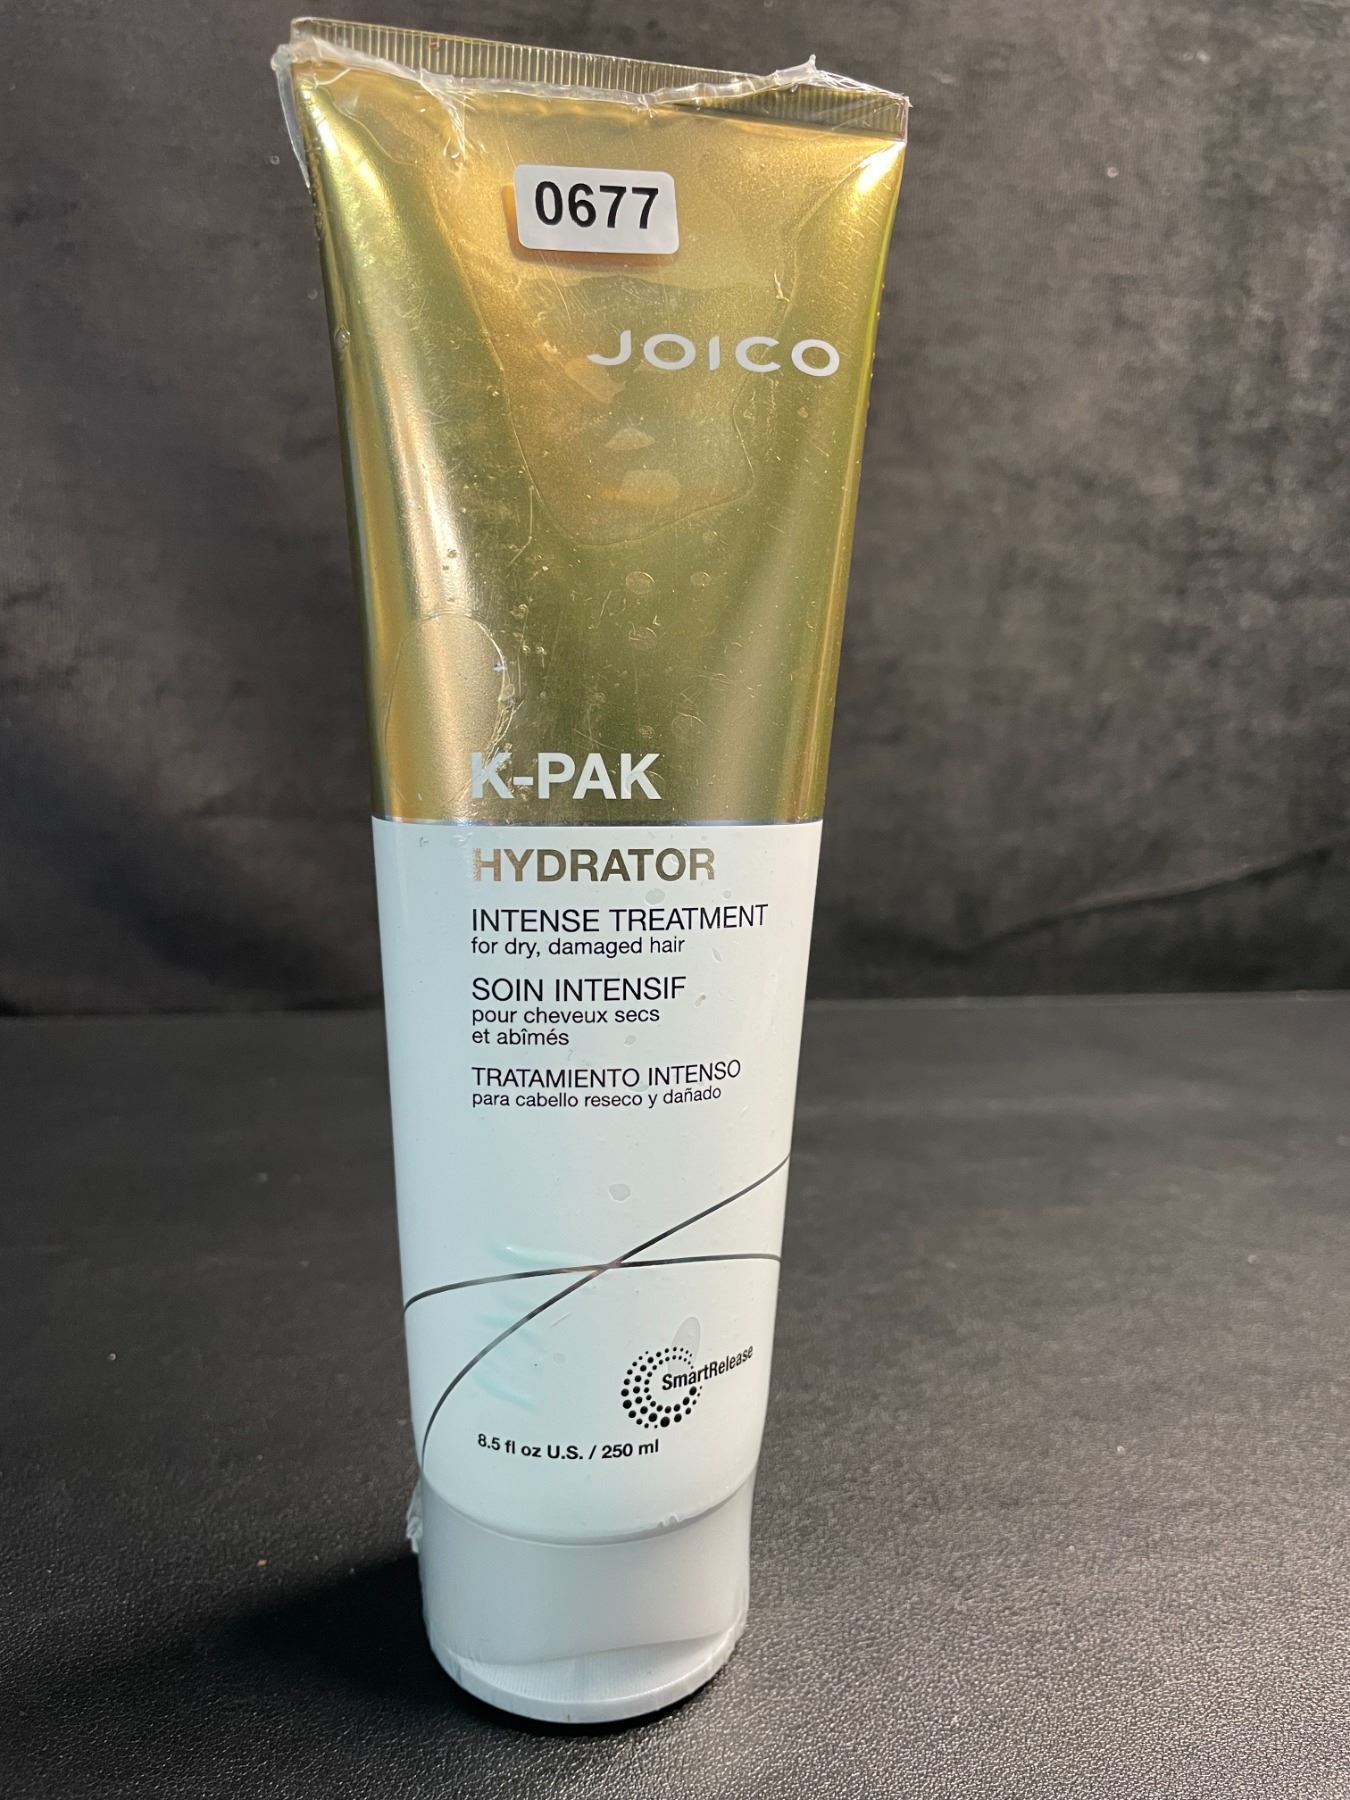 0677
JOICO
K-PAK
HYDRATOR
INTENSE TREATMENT
for dry, damaged hair
SOIN INTENSIF
pour cheveux secs
et abîmés
TRATAMIENTO INTENSO
para cabello reseco y dañado
SmartRelease
8.5 fl oz U.S. / 250 ml